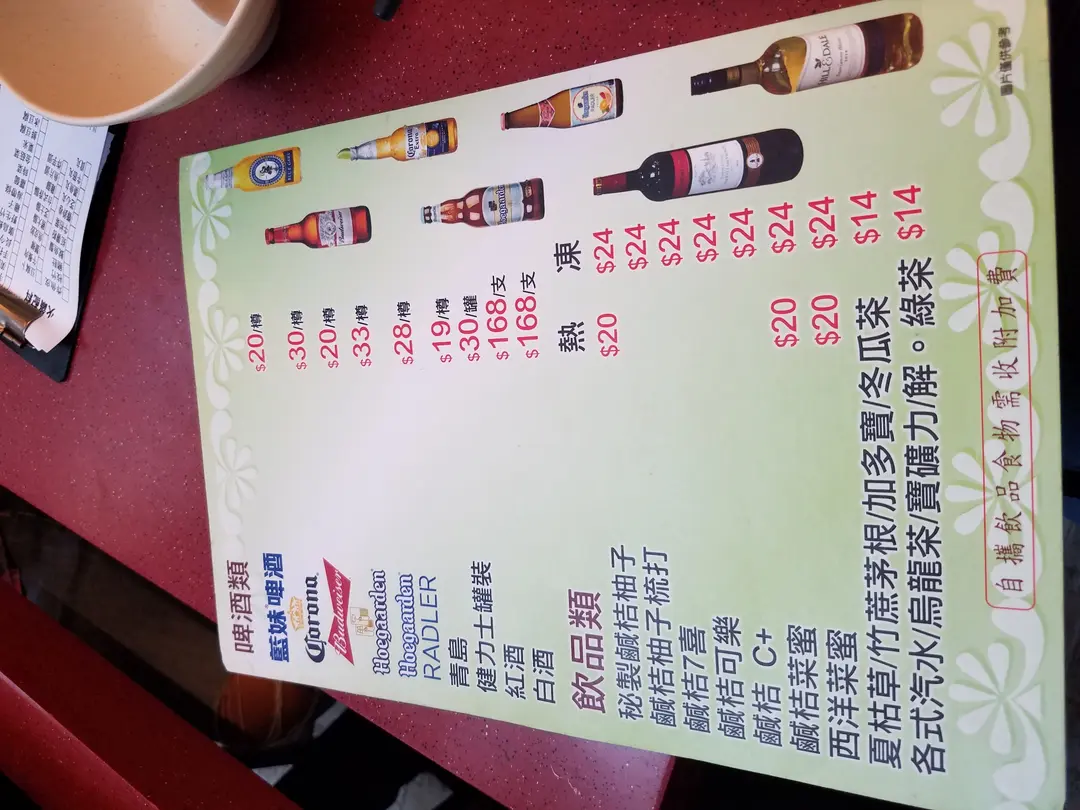 啤酒類
藍妹啤酒 $20/樽
Corona Extra $30/樽
Budweiser $20/樽
Hoegaarden $33/樽
Hoegaarden RADLER $28/樽
青島 $19/樽
健力士罐裝 $30/罐
紅酒 $168/支
白酒 $168/支
飲品類 熱 凍
秘製鹹桔柚子 $20 $24
鹹桔柚子梳打 $24
鹹桔7喜 $24
鹹桔可樂 $24
鹹桔 C+ $24
鹹桔菜蜜 $20 $24
西洋菜蜜 $20 $24
夏枯草/竹蔗茅根/加多寶/冬瓜茶 $14
各式汽水/烏龍茶/寶礦力/解。綠茶 $14
自攜飲品食物需收附加費
圖片僅供參考